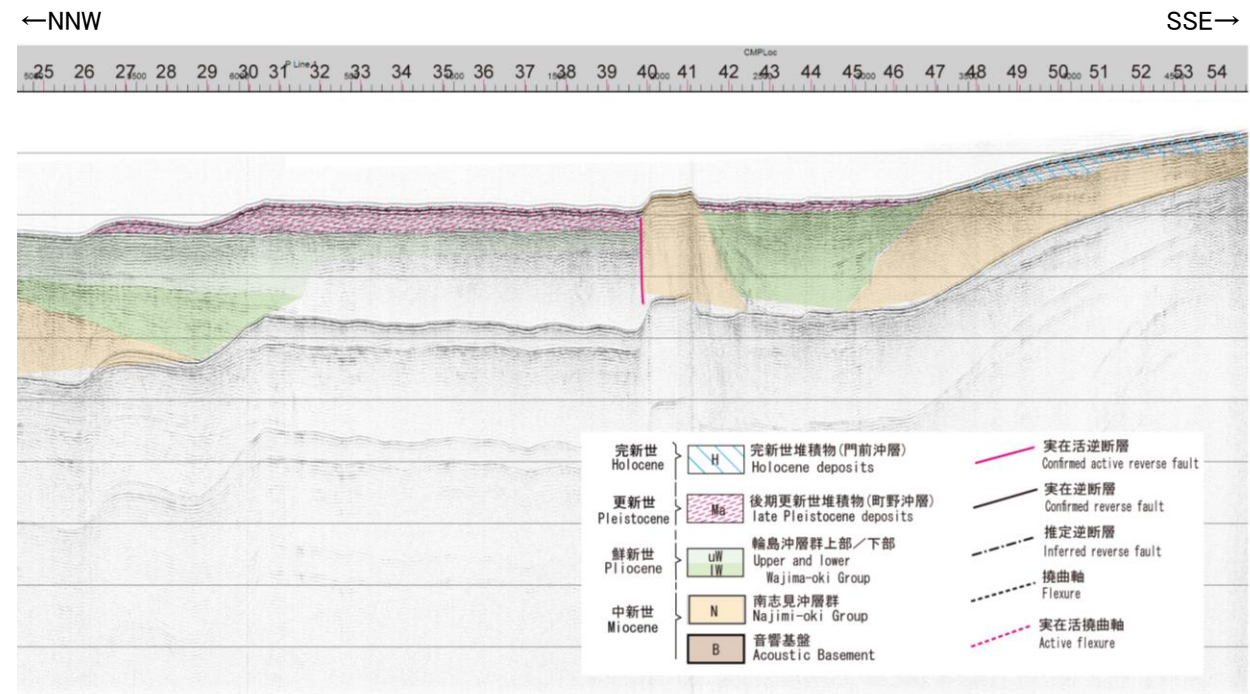 ←NNW
SSE→
CMPLoc
P Line
25 26 27 28 29 30 31 32 33 34 35 36 37 38 39 40 41 42 43 44 45 46 47 48 49 50 51 52 53 54
完新世
Holocene
H
完新世堆積物(門前沖層)
Holocene deposits
更新世
Pleistocene
Ma
後期更新世堆積物(町野沖層)
late Pleistocene deposits
鮮新世
Pliocene
uW
lW
輪島沖層群上部/下部
Upper and lower
Wajima-oki Group
中新世
Miocene
N
南志見沖層群
Najimi-oki Group
B
音響基盤
Acoustic Basement
実在活逆断層
Confirmed active reverse fault
実在逆断層
Confirmed reverse fault
推定逆断層
Inferred reverse fault
撓曲軸
Flexure
実在活撓曲軸
Active flexure